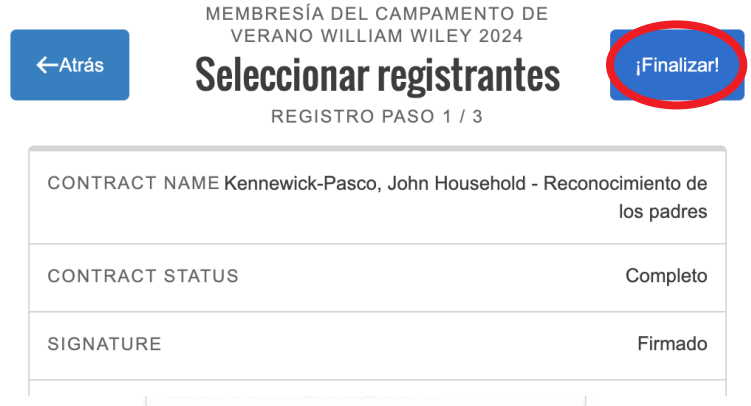 MEMBRESÍA DEL CAMPAMENTO DE
VERANO WILLIAM WILEY 2024
←Atrás
Seleccionar registrantes
¡Finalizar!
REGISTRO PASO 1 / 3
CONTRACT NAME Kennewick-Pasco, John Household - Reconocimiento de
los padres
CONTRACT STATUS Completo
SIGNATURE Firmado